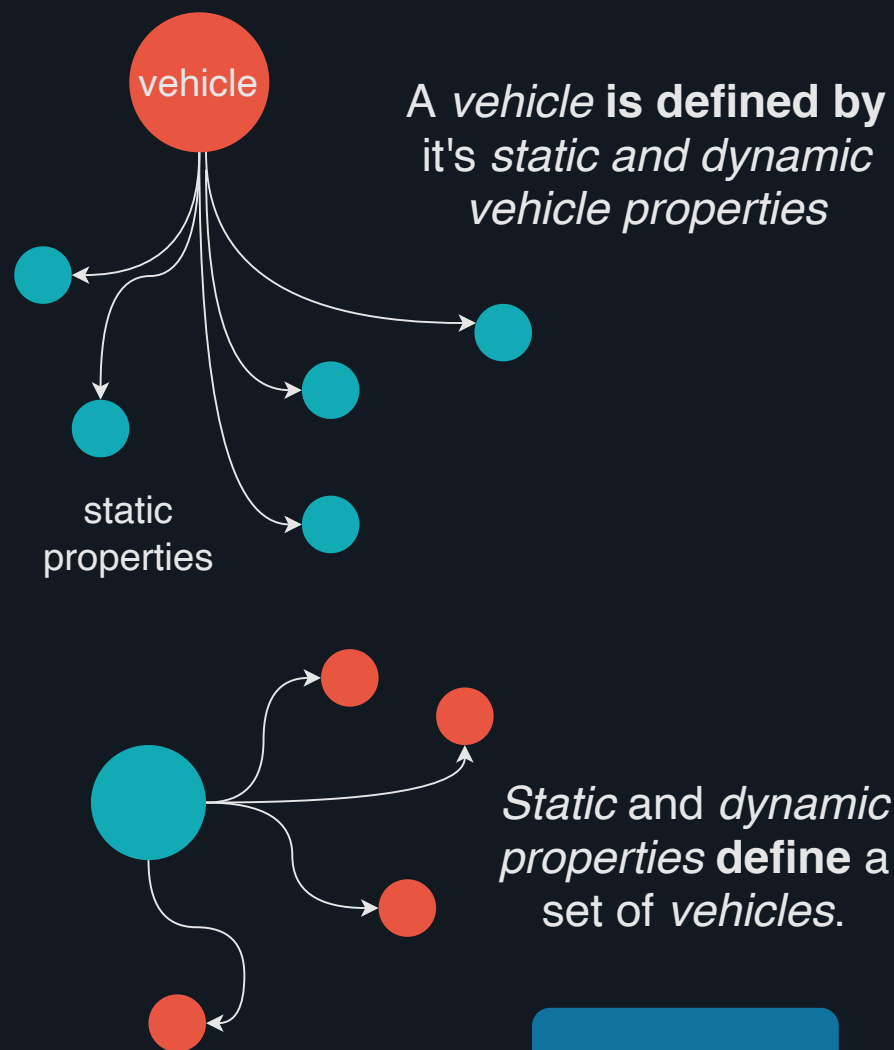 vehicle
A vehicle is defined by
it's static and dynamic
vehicle properties
static
properties
Static and dynamic
properties define a
set of vehicles.